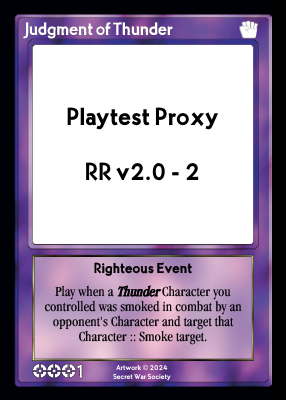 Judgment of Thunder
Playtest Proxy
RR v2.0 - 2
Righteous Event
Play when a Thunder Character you
controlled was smoked in combat by an
opponent's Character and target that
Character :: Smoke target.
1
Artwork © 2024
Secret War Society